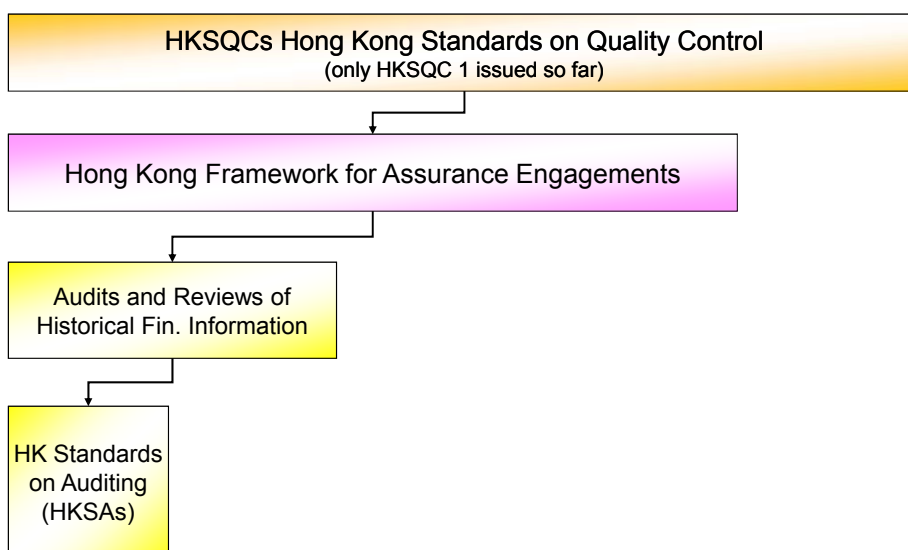 HKSQCs Hong Kong Standards on Quality Control
(only HKSQC 1 issued so far)
Hong Kong Framework for Assurance Engagements
Audits and Reviews of
Historical Fin. Information
HK Standards
on Auditing
(HKSAs)